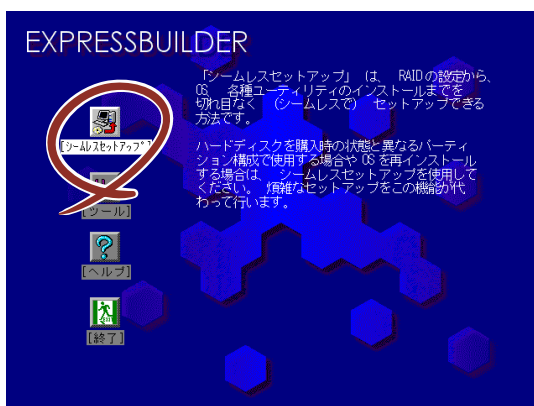 EXPRESSBUILDER
「シームレスセットアップ」 は、 RAIDの設定から、
OS、 各種ユーティリティのインストールまでを
切れ目なく （シームレスで） セットアップできる
方法です。
ハードディスクを購入時の状態と異なるパーティ
ション構成で使用する場合や OSを再インストール
する場合は、 シームレスセットアップを使用して
ください。 煩雑なセットアップをこの機能が代
わって行います。
[シームレスセットアップ]
[ツール]
[ヘルプ]
[終了]